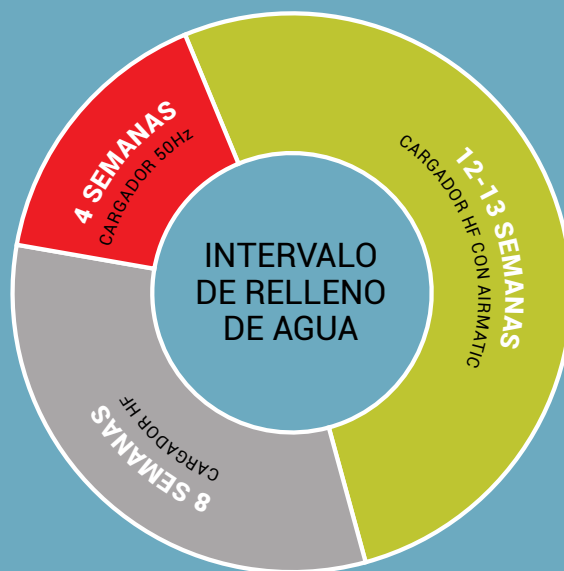 INTERVALO
DE RELLENO
DE AGUA
4 SEMANAS
CARGADOR 50Hz
12-13 SEMANAS
CARGADOR HF CON AIRMATIC
8 SEMANAS
CARGADOR HF